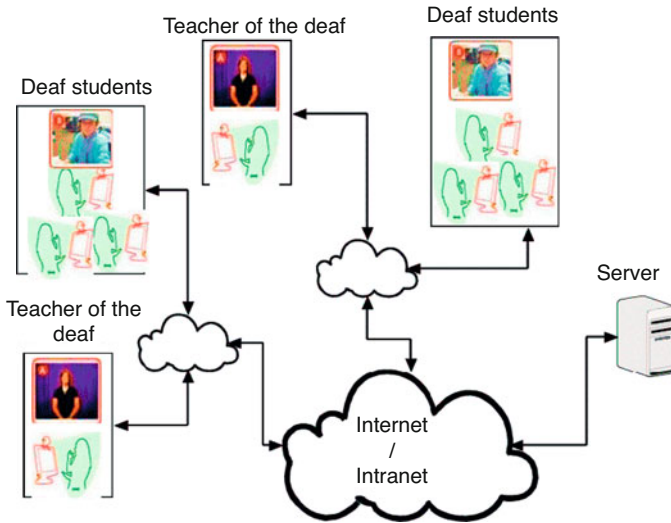 Teacher of the deaf
Deaf students
Deaf students
Server
Teacher of the
deaf
Internet
/
Intranet